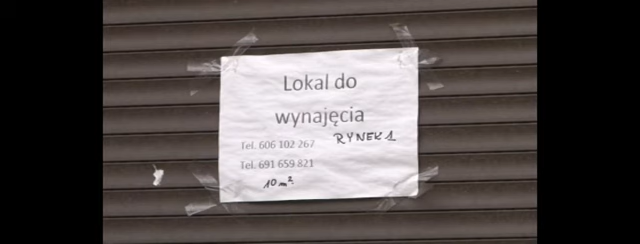 Lokal do
wynajęcia
RYNEK 1
Tel. 606 102 267
Tel. 691 659 821
10 m²